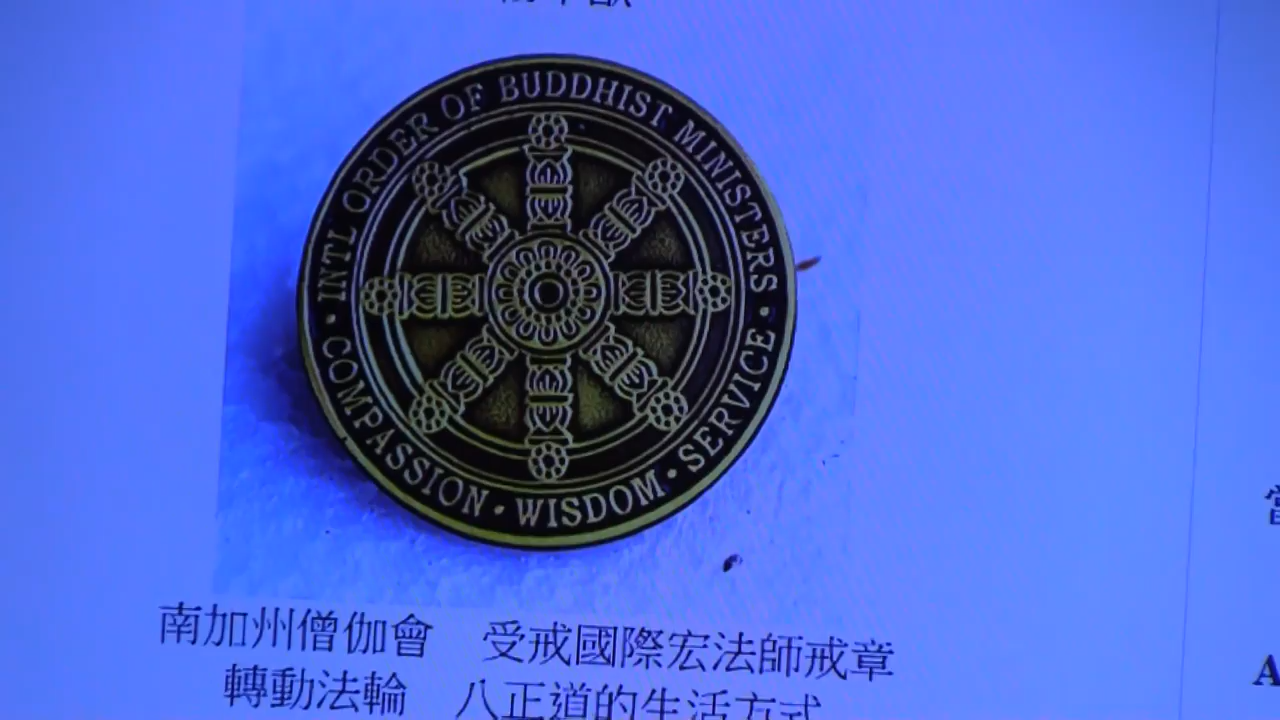 INTL ORDER OF BUDDHIST MINISTERS •
COMPASSION • WISDOM • SERVICE •
南加州僧伽會 受戒國際宏法師戒章
轉動法輪 八正道的生活方式
A